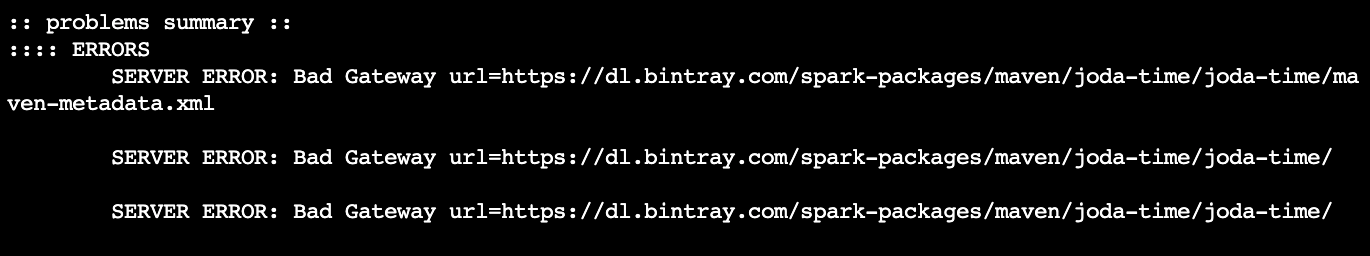 :: problems summary ::
:::: ERRORS
SERVER ERROR: Bad Gateway url=https://dl.bintray.com/spark-packages/maven/joda-time/joda-time/ma
ven-metadata.xml
SERVER ERROR: Bad Gateway url=https://dl.bintray.com/spark-packages/maven/joda-time/joda-time/
SERVER ERROR: Bad Gateway url=https://dl.bintray.com/spark-packages/maven/joda-time/joda-time/